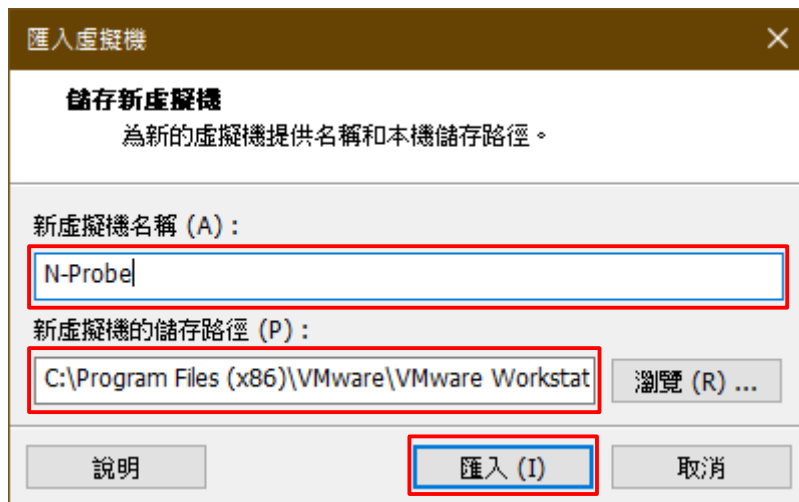 匯入虛擬機
儲存新虛擬機
為新的虛擬機提供名稱和本機儲存路徑。
新虛擬機名稱 (A)：
N-Probe
新虛擬機的儲存路徑 (P)：
C:\Program Files (x86)\VMware\VMware Workstat
瀏覽 (R) ...
說明
匯入 (I)
取消